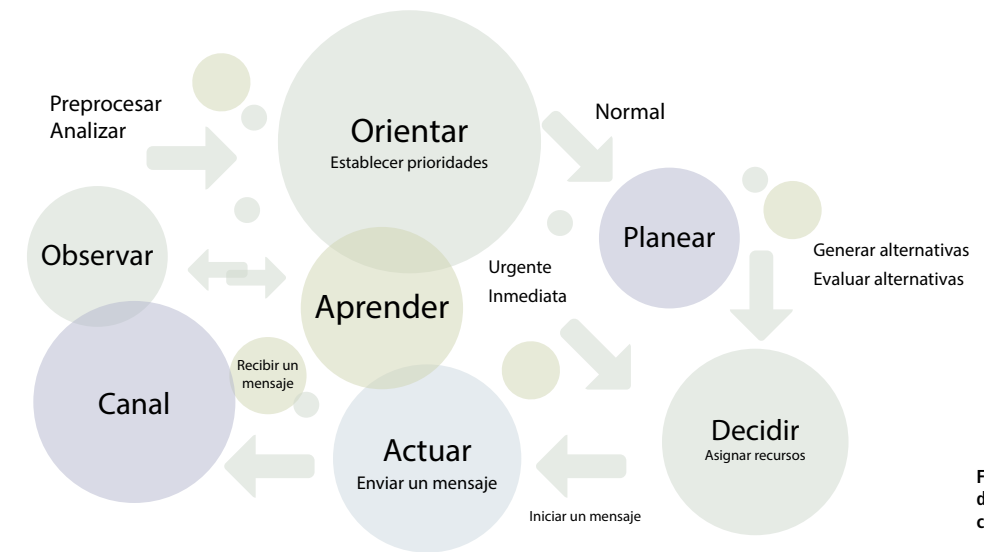 Preprocesar
Analizar
Orientar
Establecer prioridades
Normal
Observar
Planear
Aprender
Urgente
Inmediata
Generar alternativas
Evaluar alternativas
Recibir un
mensaje
Canal
Actuar
Enviar un mensaje
Decidir
Asignar recursos
Iniciar un mensaje
F
d
c